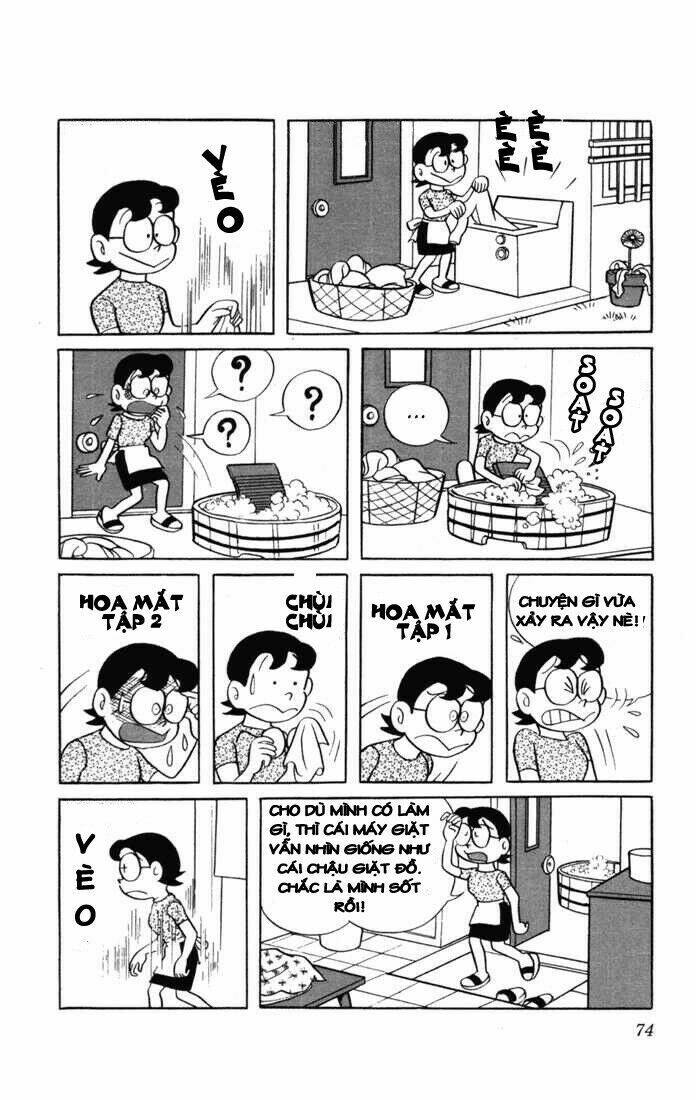 È È
È È
VÈO
...
SOẠT
SOẠT
?
?
?
CHUYỆN GÌ VỪA
XẢY RA VẬY NÈ!!
HOA MẮT
TẬP 1
CHÙI
CHÙI
HOA MẮT
TẬP 2
CHO DÙ MÌNH CÓ LÀM
GÌ, THÌ CÁI MÁY GIẶT
VẪN NHÌN GIỐNG NHƯ
CÁI CHẬU GIẶT ĐỒ.
CHẮC LÀ MÌNH SỐT
RỒI!
VÈO
74